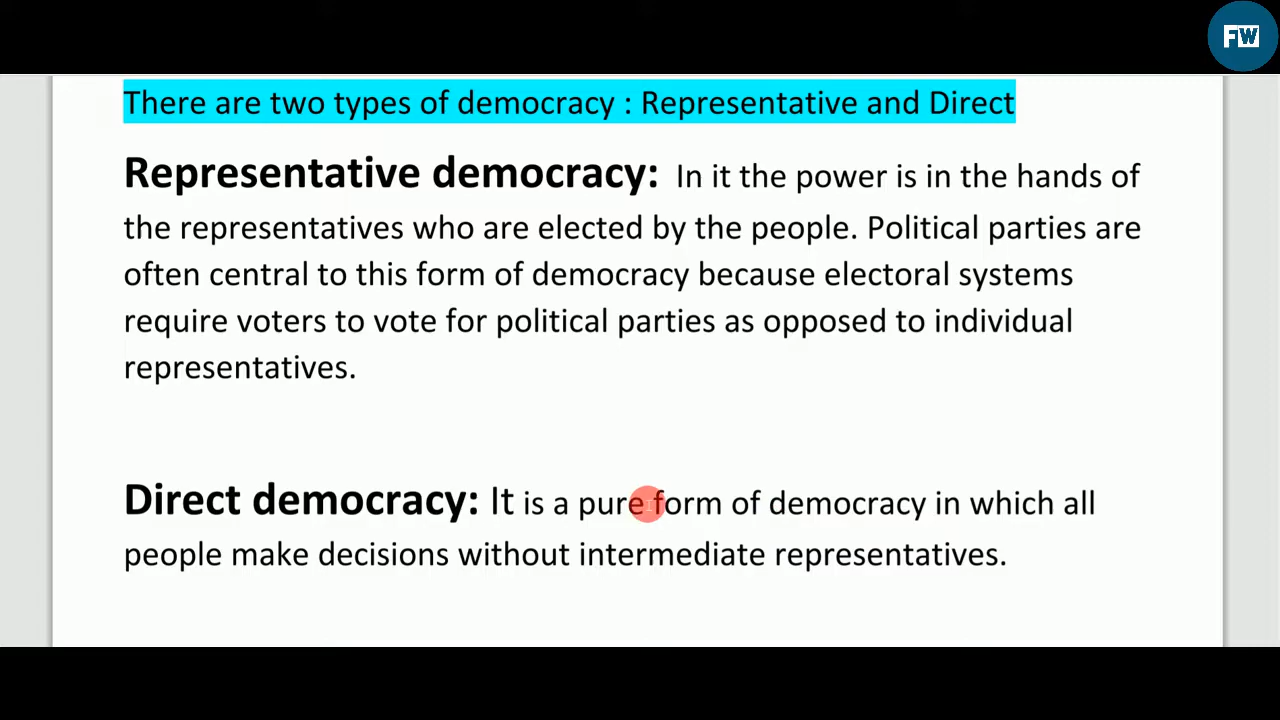 FW
There are two types of democracy : Representative and Direct
Representative democracy: In it the power is in the hands of
the representatives who are elected by the people. Political parties are
often central to this form of democracy because electoral systems
require voters to vote for political parties as opposed to individual
representatives.
Direct democracy: It is a pure form of democracy in which all
people make decisions without intermediate representatives.